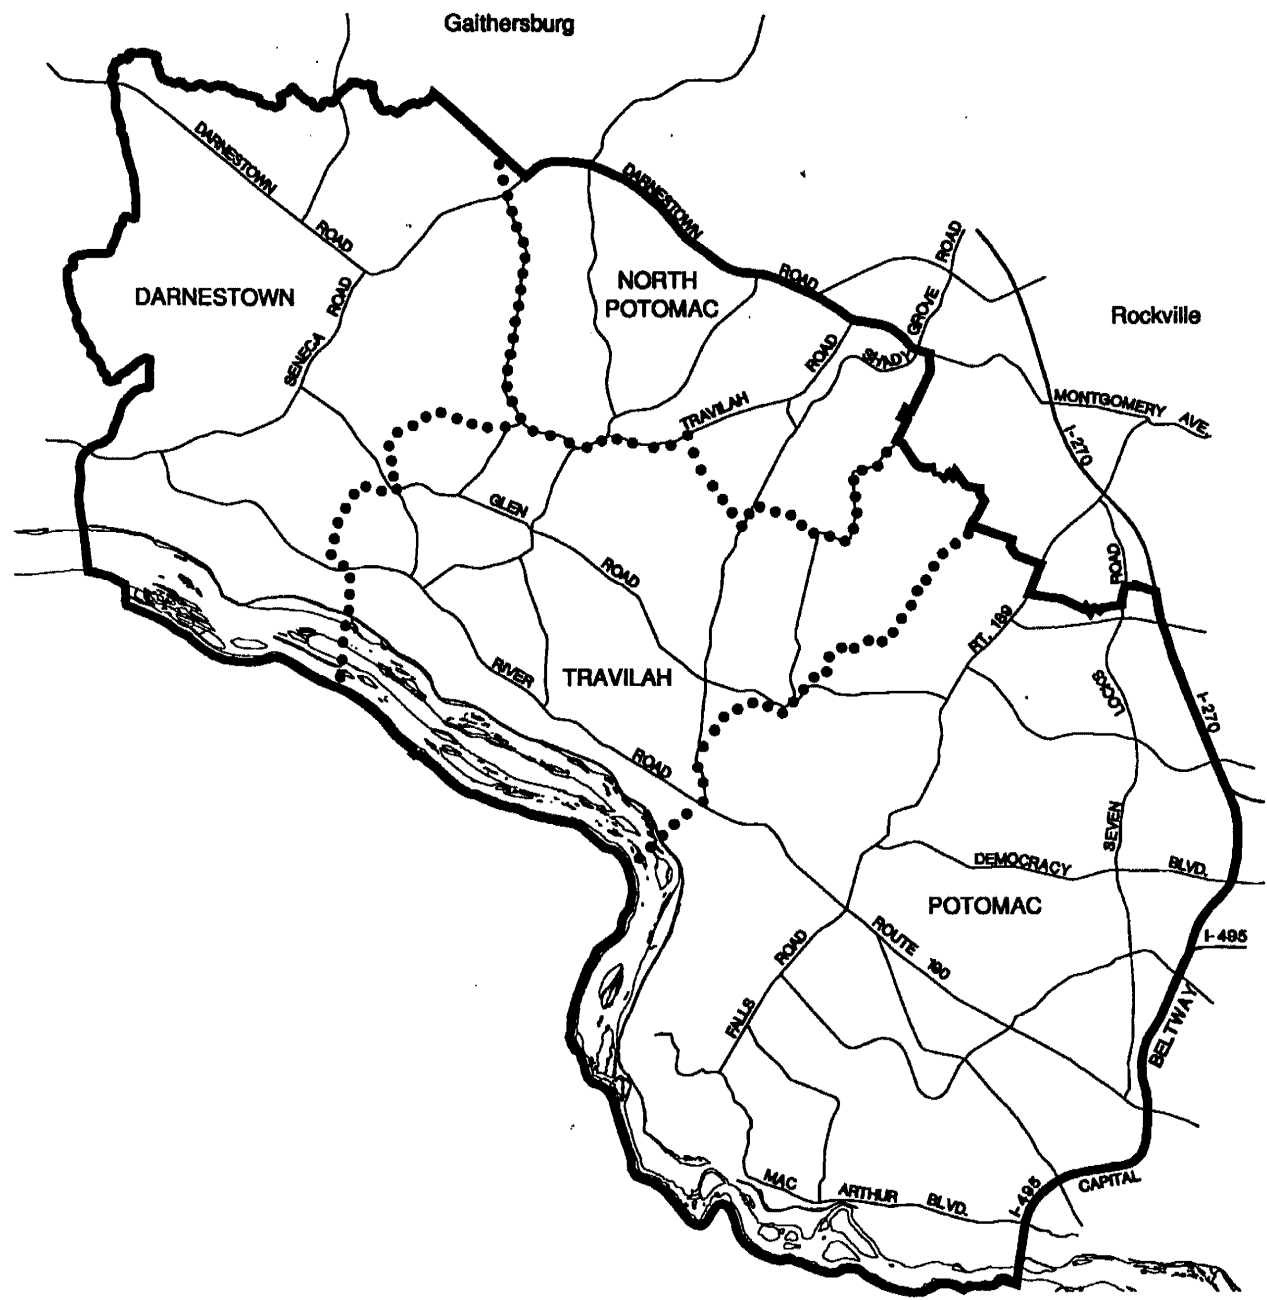 Gaithersburg
DARNESTOWN
ROAD
DARNESTOWN
ROAD
DARNESTOWN
SENECA
ROAD
NORTH
POTOMAC
ROAD
GROVE
SHADY
ROAD
TRAVILAH
Rockville
MONTGOMERY AVE.
I-270
GLEN
ROAD
ROAD
RT. 189
TRAVILAH
RIVER
ROAD
LOCKS
I-270
SEVEN
DEMOCRACY
BLVD.
POTOMAC
ROUTE 190
I-495
ROAD
FALLS
BELTWAY
MAC
ARTHUR
BLVD.
I-495
CAPITAL